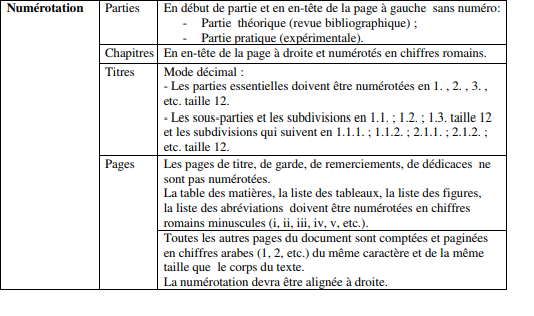 Numérotation
Parties
En début de partie et en en-tête de la page à gauche sans numéro:
- Partie théorique (revue bibliographique) ;
- Partie pratique (expérimentale).
Chapitres
En en-tête de la page à droite et numérotés en chiffres romains.
Titres
Mode décimal :
- Les parties essentielles doivent être numérotées en 1. , 2. , 3. ,
etc. taille 12.
- Les sous-parties et les subdivisions en 1.1. ; 1.2. ; 1.3. taille 12
et les subdivisions qui suivent en 1.1.1. ; 1.1.2. ; 2.1.1. ; 2.1.2. ;
etc. taille 12.
Pages
Les pages de titre, de garde, de remerciements, de dédicaces ne
sont pas numérotées.
La table des matières, la liste des tableaux, la liste des figures,
la liste des abréviations doivent être numérotées en chiffres
romains minuscules (i, ii, iii, iv, v, etc.).
Toutes les autres pages du document sont comptées et paginées
en chiffres arabes (1, 2, etc.) du même caractère et de la même
taille que le corps du texte.
La numérotation devra être alignée à droite.